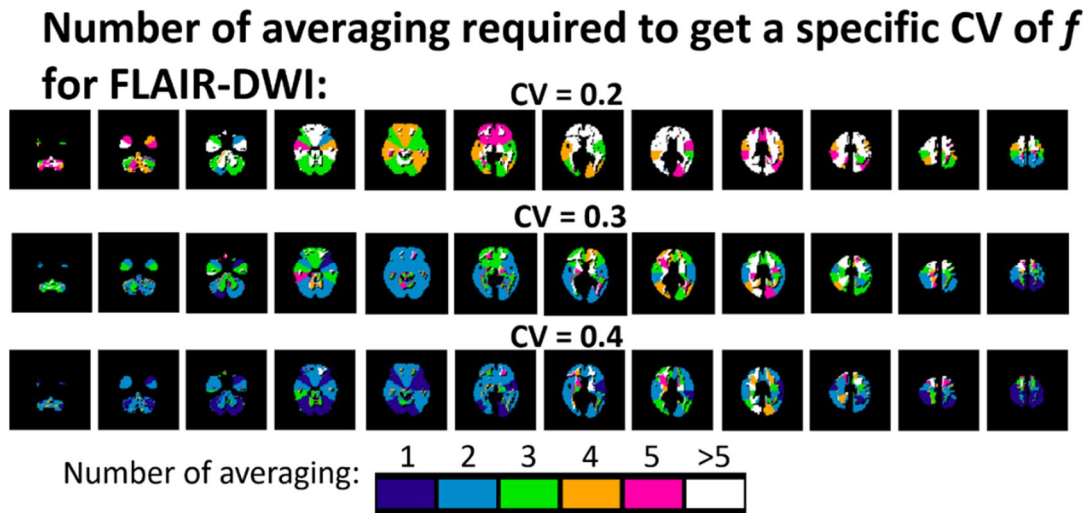 Number of averaging required to get a specific CV of f
for FLAIR-DWI:
CV = 0.2
CV = 0.3
CV = 0.4
Number of averaging: 1 2 3 4 5 >5